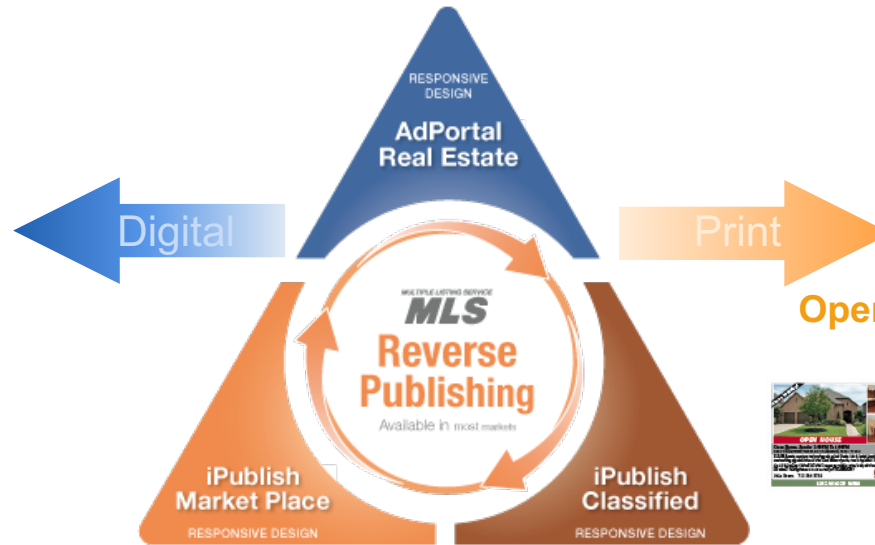 RESPONSIVE
DESIGN
AdPortal
Real Estate
Digital
Print
MULTIPLE LISTING SERVICE
MLS
Reverse
Publishing
Available in most markets
Open
iPublish
Market Place
RESPONSIVE DESIGN
iPublish
Classified
RESPONSIVE DESIGN
OPEN HOUSE